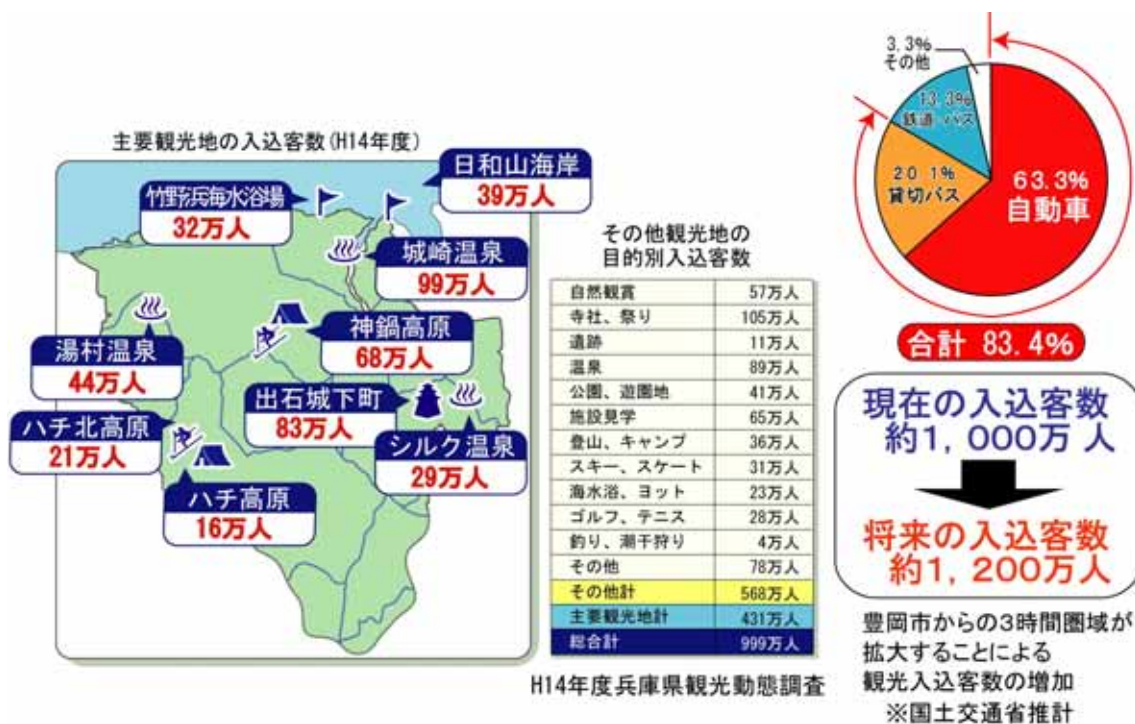 主要観光地の入込客数(H14年度)
日和山海岸
39万人
竹野浜海水浴場
32万人
城崎温泉
99万人
神鍋高原
68万人
湯村温泉
44万人
出石城下町
83万人
シルク温泉
29万人
ハチ北高原
21万人
ハチ高原
16万人
その他観光地の
目的別入込客数
自然観賞 57万人
寺社、祭り 105万人
遺跡 11万人
温泉 89万人
公園、遊園地 41万人
施設見学 65万人
登山、キャンプ 36万人
スキー、スケート 31万人
海水浴、ヨット 23万人
ゴルフ、テニス 28万人
釣り、潮干狩り 4万人
その他 78万人
その他計 568万人
主要観光地計 431万人
総合計 999万人
H14年度兵庫県観光動態調査
3.3%
その他
13.3%
鉄道・バス
20.1%
貸切バス
63.3%
自動車
合計 83.4%
現在の入込客数
約1,000万人
将来の入込客数
約1,200万人
豊岡市からの3時間圏域が
拡大することによる
観光入込客数の増加
※国土交通省推計